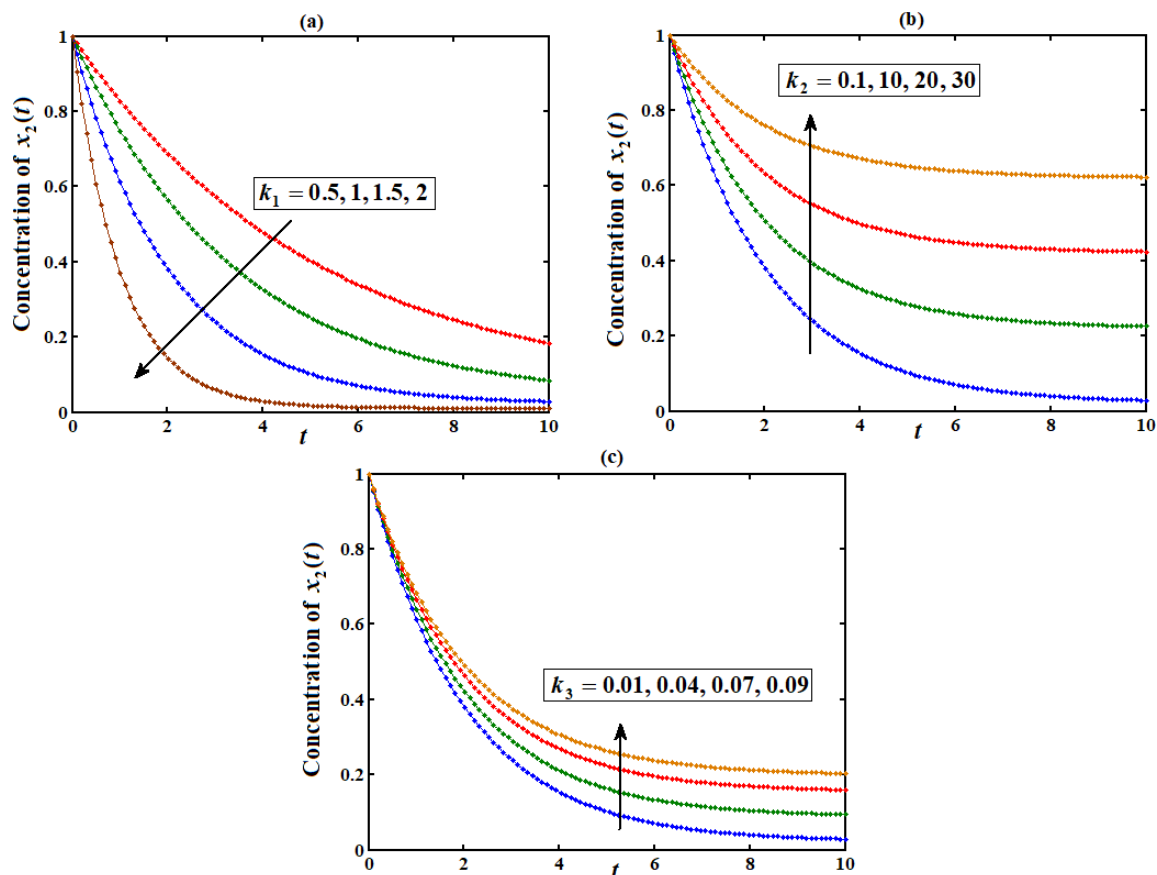 (a)
Concentration of x₂(t)
1
0.8
0.6
0.4
0.2
0
k₁ = 0.5, 1, 1.5, 2
0 2 4 6 8 10
t
(b)
Concentration of x₂(t)
1
0.8
0.6
0.4
0.2
0
k₂ = 0.1, 10, 20, 30
0 2 4 6 8 10
t
(c)
Concentration of x₂(t)
1
0.8
0.6
0.4
0.2
0
k₃ = 0.01, 0.04, 0.07, 0.09
0 2 4 6 8 10
t